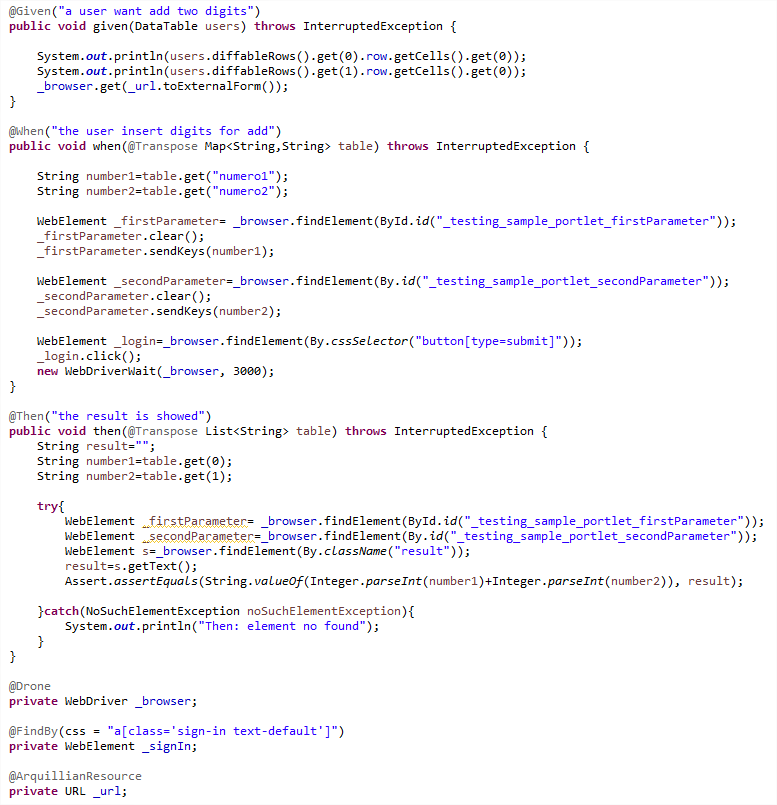 @Given("a user want add two digits")
public void given(DataTable users) throws InterruptedException {
System.out.println(users.diffableRows().get(0).row.getCells().get(0));
System.out.println(users.diffableRows().get(1).row.getCells().get(0));
_browser.get(_url.toExternalForm());
}
@When("the user insert digits for add")
public void when(@Transpose Map<String,String> table) throws InterruptedException {
String number1=table.get("numero1");
String number2=table.get("numero2");
WebElement _firstParameter= _browser.findElement(ById.id("_testing_sample_portlet_firstParameter"));
_firstParameter.clear();
_firstParameter.sendKeys(number1);
WebElement _secondParameter=_browser.findElement(By.id("_testing_sample_portlet_secondParameter"));
_secondParameter.clear();
_secondParameter.sendKeys(number2);
WebElement _login=_browser.findElement(By.cssSelector("button[type=submit]"));
_login.click();
new WebDriverWait(_browser, 3000);
}
@Then("the result is showed")
public void then(@Transpose List<String> table) throws InterruptedException {
String result="";
String number1=table.get(0);
String number2=table.get(1);
try{
WebElement _firstParameter= _browser.findElement(ById.id("_testing_sample_portlet_firstParameter"));
WebElement _secondParameter=_browser.findElement(By.id("_testing_sample_portlet_secondParameter"));
WebElement s=_browser.findElement(By.className("result"));
result=s.getText();
Assert.assertEquals(String.valueOf(Integer.parseInt(number1)+Integer.parseInt(number2)), result);
}catch(NoSuchElementException noSuchElementException){
System.out.println("Then: element no found");
}
}
@Drone
private WebDriver _browser;
@FindBy(css = "a[class='sign-in text-default']")
private WebElement _signIn;
@ArquillianResource
private URL _url;